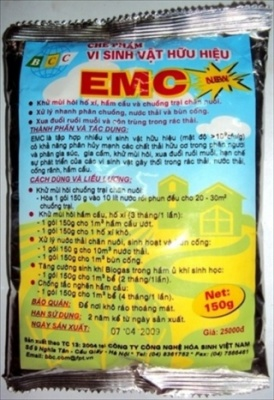 BCC
CHẾ PHẨM
VI SINH VẬT HỮU HIỆU
EMC
• Khử mùi hôi hố xí, hầm cầu và chuồng trại chăn nuôi.
• Xử lý nhanh phân chuồng, nước thải và bùn cống.
• Xua đuổi ruồi muỗi và côn trùng trong rác thải.
THÀNH PHẦN VÀ TÁC DỤNG:
EMC là tập hợp nhiều vi sinh vật hữu hiệu (mật độ
có khả năng phủy mạnh các chất thải hữu cơ trong phân người
và phân gia súc, gia cầm, khử mùi hôi, xua đuổi ruồi muỗi, hạn chế
sự phát triển của các vi sinh vật gây thối trong rác thải, nước thải,
cống rãnh, hầm cầu.
CÁCH DÙNG VÀ LIỀU LƯỢNG:
• Khử mùi hôi chuồng trại chăn nuôi
- Hòa 1 gói 150g vào 10 lít nước rồi phun đều cho 20 - 30m²
chuồng trại.
• Khử mùi hôi hầm cầu, hố xí (3 tháng/1 lần):
- 1 gói 150g cho 1m³ hầm cầu ướt.
- 1 gói 150g cho 1 hố xí khô.
• Xử lý nước thải chăn nuôi, sinh hoạt và bùn cống:
- 1 gói 150g cho 10m³ nước thải.
- 1 gói 150g cho 1m³ bùn cống.
• Tăng cường sinh khí Biogas trong hầm ủ khí sinh học:
- 1 gói 150g cho 1m³ bể (2 tháng/1 lần).
• Chống tắc nghẽn hầm cầu:
- 1 gói 150g cho 1m³ bể (4 tháng/1 lần).
BẢO QUẢN: Để nơi khô ráo thoáng mát.
HẠN SỬ DỤNG: 2 năm kể từ ngày sản xuất.
NGÀY SẢN XUẤT: 07 04 2009
Net:
150g
Giá: 25000đ
Sản xuất theo TC 13: 2004 tại CÔNG TY CÔNG NGHỆ HÓA SINH VIỆT NAM
Số 9 Nghĩa Tân - Cầu Giấy - Hà Nội